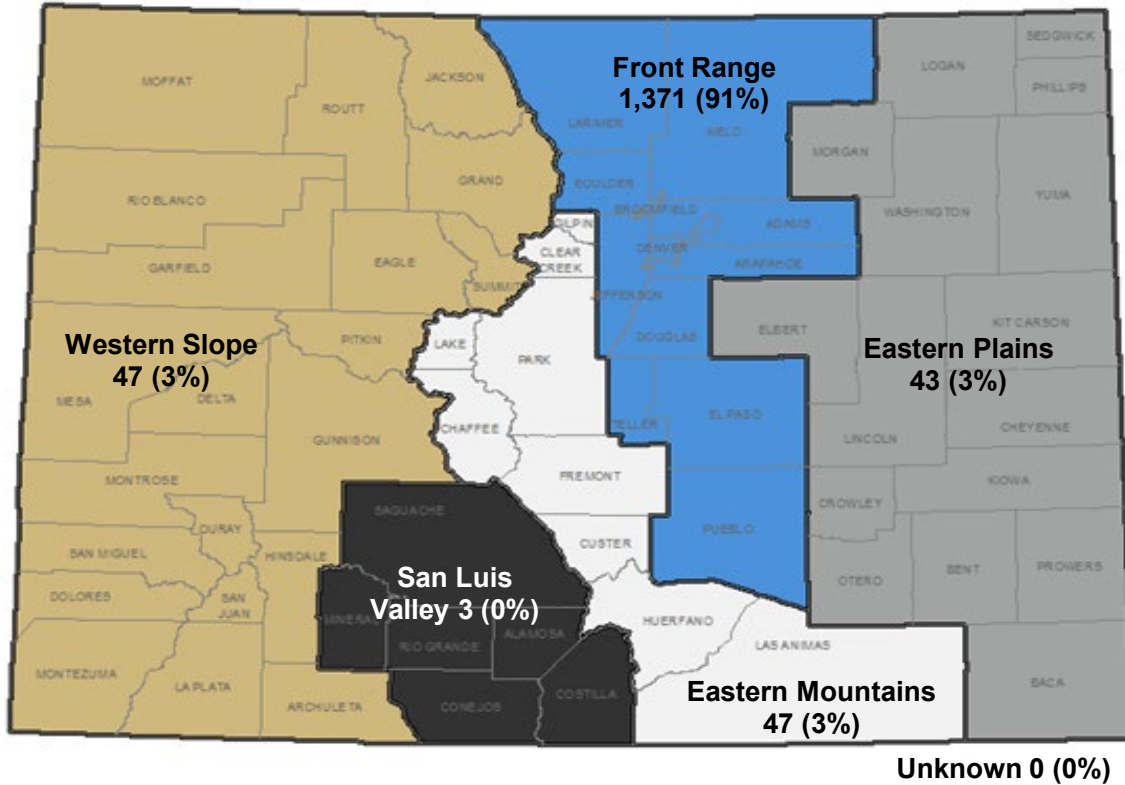 SEDGWICK
LOGAN
PHILLIPS
MOFFAT
JACKSON
ROUTT
Front Range
1,371 (91%)
LARIMER
WELD
MORGAN
YUMA
RIO BLANCO
GRAND
BOULDER
BROOMFIELD
WASHINGTON
ADAMS
GILPIN
DENVER
CLEAR
CREEK
ARAPAHOE
GARFIELD
EAGLE
SUMMIT
JEFFERSON
DOUGLAS
ELBERT
KIT CARSON
Western Slope
47 (3%)
PITKIN
LAKE
PARK
Eastern Plains
43 (3%)
MESA
DELTA
GUNNISON
CHAFFEE
TELLER
EL PASO
LINCOLN
CHEYENNE
MONTROSE
FREMONT
KIOWA
CROWLEY
SAGUACHE
OURAY
PUEBLO
SAN MIGUEL
HINSDALE
CUSTER
OTERO
BENT
PROWERS
DOLORES
SAN
JUAN
San Luis
Valley 3 (0%)
MINERAL
RIO GRANDE
ALAMOSA
HUERFANO
LAS ANIMAS
MONTEZUMA
LA PLATA
ARCHULETA
CONEJOS
COSTILLA
Eastern Mountains
47 (3%)
BACA
Unknown 0 (0%)